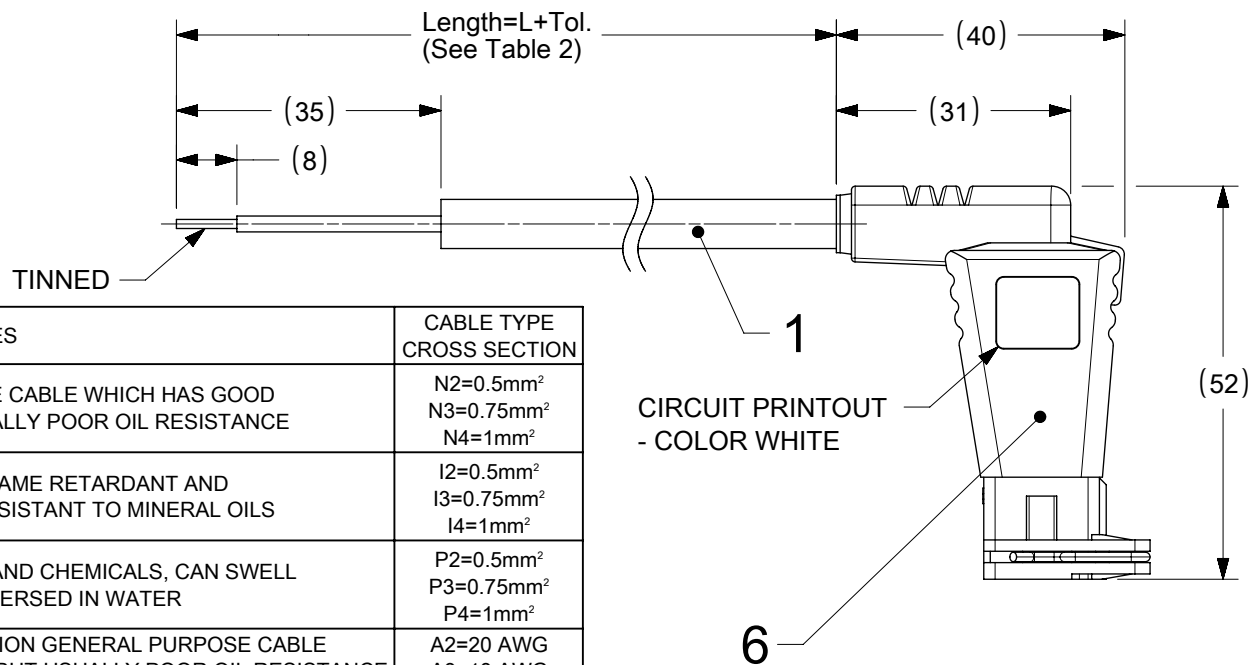 Length=L+Tol.
(See Table 2)
(40)
(35)
(31)
(8)
TINNED
1
(52)
CIRCUIT PRINTOUT
- COLOR WHITE
6
CABLE TYPE
CROSS SECTION
E CABLE WHICH HAS GOOD
ALLY POOR OIL RESISTANCE
N2=0.5mm²
N3=0.75mm²
N4=1mm²
AME RETARDANT AND
SISTANT TO MINERAL OILS
I2=0.5mm²
I3=0.75mm²
I4=1mm²
AND CHEMICALS, CAN SWELL
ERSED IN WATER
P2=0.5mm²
P3=0.75mm²
P4=1mm²
ION GENERAL PURPOSE CABLE
A2=20 AWG